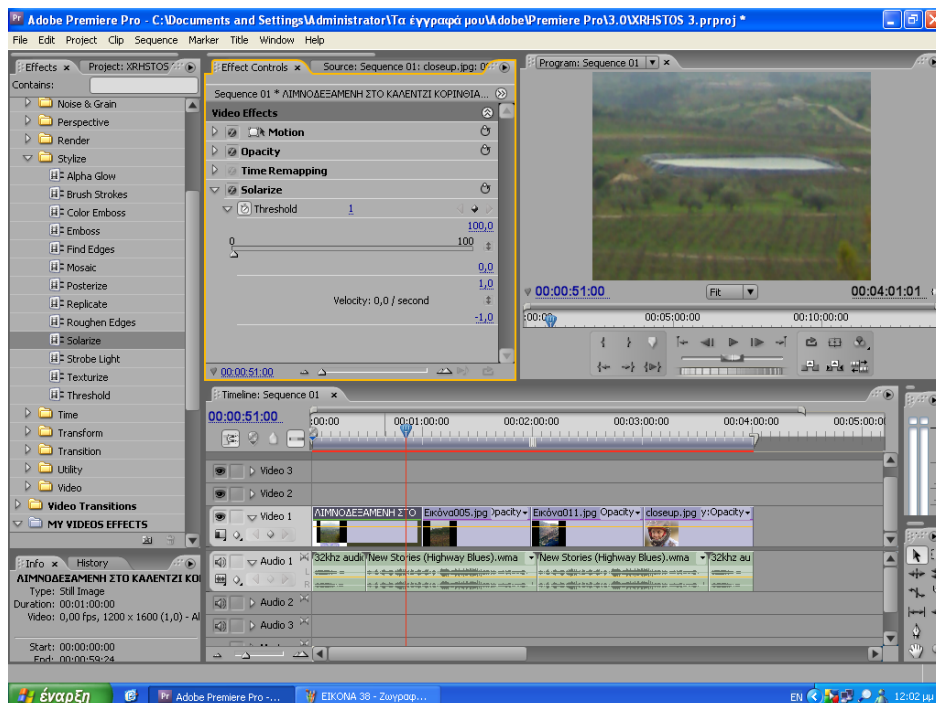 Adobe Premiere Pro - C:\Documents and Settings\Administrator\Τα έγγραφά μου\Adobe\Premiere Pro\3.0\XRHSTOS 3.prproj *
File Edit Project Clip Sequence Marker Title Window Help
Effects x Project: XRHSTOS
Contains:
Noise & Grain
Perspective
Render
Stylize
Alpha Glow
Brush Strokes
Color Emboss
Emboss
Find Edges
Mosaic
Posterize
Replicate
Roughen Edges
Solarize
Strobe Light
Texturize
Threshold
Time
Transform
Transition
Utility
Video
Video Transitions
MY VIDEOS EFFECTS
Info x History
ΛΙΜΝΟΔΕΞΑΜΕΝΗ ΣΤΟ ΚΑΛΕΝΤΖΙ ΚΟ
Type: Still Image
Duration: 00:01:00:00
Video: 0,00 fps, 1200 x 1600 (1,0) - Al
Start: 00:00:00:00
End: 00:00:59:24
Effect Controls x Source: Sequence 01: closeup.jpg: 0
Sequence 01 * ΛΙΜΝΟΔΕΞΑΜΕΝΗ ΣΤΟ ΚΑΛΕΝΤΖΙ ΚΟΡΙΝΘΙΑ...
Video Effects
Motion
Opacity
Time Remapping
Solarize
Threshold 1
100,0
0 100
0,0
1,0
Velocity: 0,0 / second
-1,0
00:00:51:00
Program: Sequence 01 x
00:00:51:00 Fit 00:04:01:01
:00:00 00:05:00:00 00:10:00:00
Timeline: Sequence 01 x
00:00:51:00 :00:00 00:01:00:00 00:02:00:00 00:03:00:00 00:04:00:00 00:05:00:0
Video 3
Video 2
Video 1 ΛΙΜΝΟΔΕΞΑΜΕΝΗ ΣΤΟ Εικόνα005.jpg Opacity Εικόνα011.jpg Opacity closeup.jpg y:Opacity
Audio 1 32khz audi New Stories (Highway Blues).wma New Stories (Highway Blues).wma 32khz au
L
R
Audio 2
Audio 3
έναρξη Adobe Premiere Pro -... ΕΙΚΟΝΑ 38 - Ζωγραφ... EN 12:02 μμ